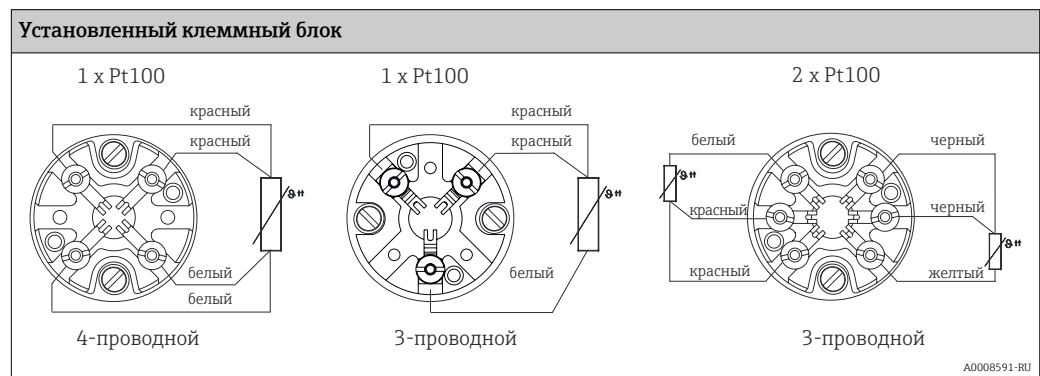 Установленный клеммный блок
1 x Pt100
1 x Pt100
2 x Pt100
красный
красный
белый
белый
4-проводной
красный
красный
белый
3-проводной
белый
красный
красный
черный
черный
желтый
3-проводной
ϑ
ϑ
ϑ
ϑ
A0008591-RU